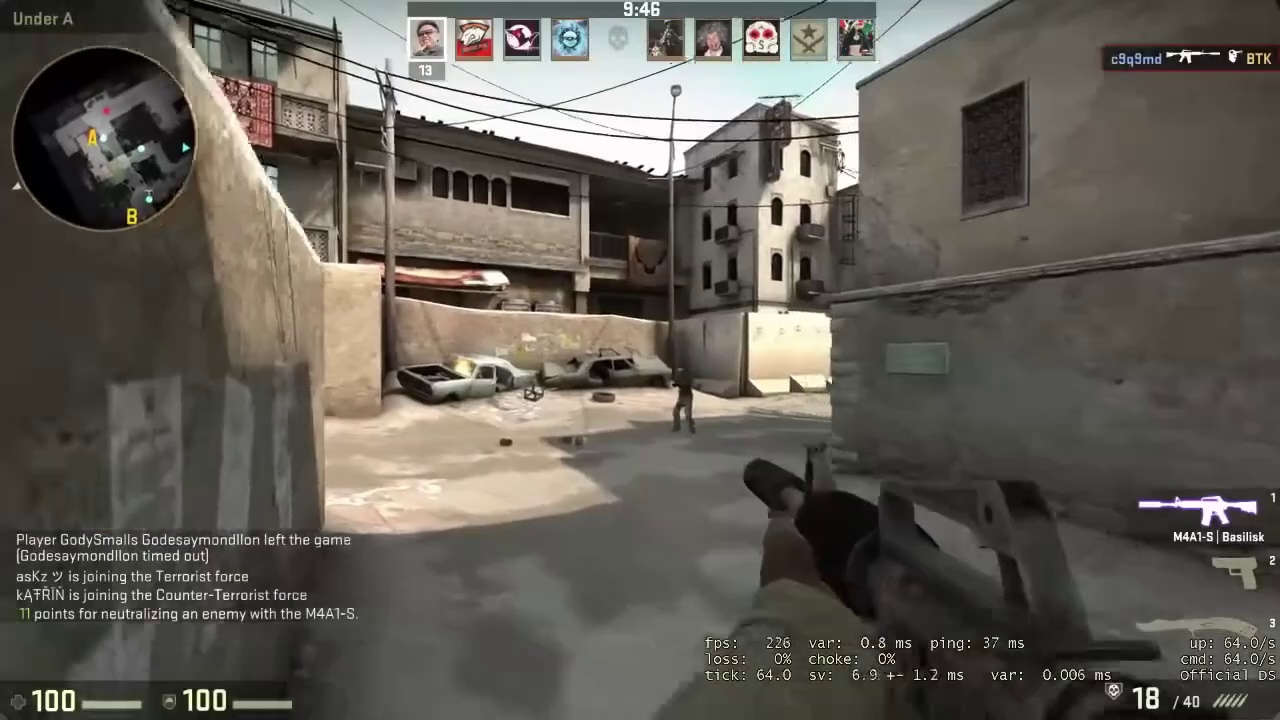 Under A
9:46
13
c9q9md BTK
A
B
1
M4A1-S | Basilisk
2
3
Player GodySmalls Godesaymondllon left the game
(Godesaymondllon timed out)
asKz ツ is joining the Terrorist force
kĄŦŘĪŇ is joining the Counter-Terrorist force
11 points for neutralizing an enemy with the M4A1-S.
fps: 226 var: 0.8 ms ping: 37 ms up: 64.0/s
loss: 0% choke: 0% cmd: 64.0/s
tick: 64.0 sv: 6.9 +- 1.2 ms var: 0.006 ms Official DS
100 100 18 / 40